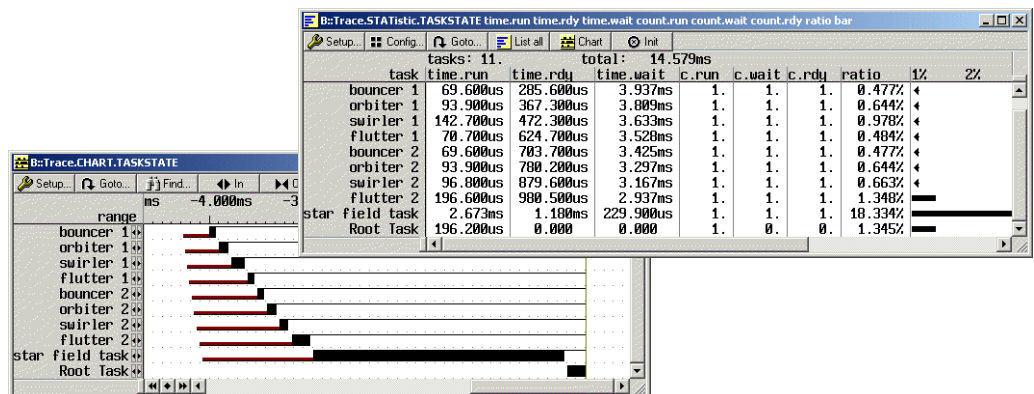 B::Trace.STATistic.TASKSTATE time.run time.rdy time.wait count.run count.wait count.rdy ratio bar
Setup... Config... Goto... List all Chart Init
tasks: 11. total: 14.579ms
task time.run time.rdy time.wait c.run c.wait c.rdy ratio 1% 2%
bouncer 1 69.600us 285.600us 3.937ms 1. 1. 1. 0.477%
orbiter 1 93.900us 367.300us 3.809ms 1. 1. 1. 0.644%
swirler 1 142.700us 472.300us 3.633ms 1. 1. 1. 0.978%
flutter 1 70.700us 624.700us 3.528ms 1. 1. 1. 0.484%
bouncer 2 69.600us 703.700us 3.425ms 1. 1. 1. 0.477%
orbiter 2 93.900us 780.200us 3.297ms 1. 1. 1. 0.644%
swirler 2 96.800us 879.600us 3.167ms 1. 1. 1. 0.663%
flutter 2 196.600us 980.500us 2.937ms 1. 1. 1. 1.348%
star field task 2.673ms 1.180ms 229.900us 1. 1. 1. 18.334%
Root Task 196.200us 0.000 0.000 1. 0. 0. 1.345%
B::Trace.CHART.TASKSTATE
Setup... Goto... Find... In
ms -4.000ms -3
range
bouncer 1
orbiter 1
swirler 1
flutter 1
bouncer 2
orbiter 2
swirler 2
flutter 2
star field task
Root Task